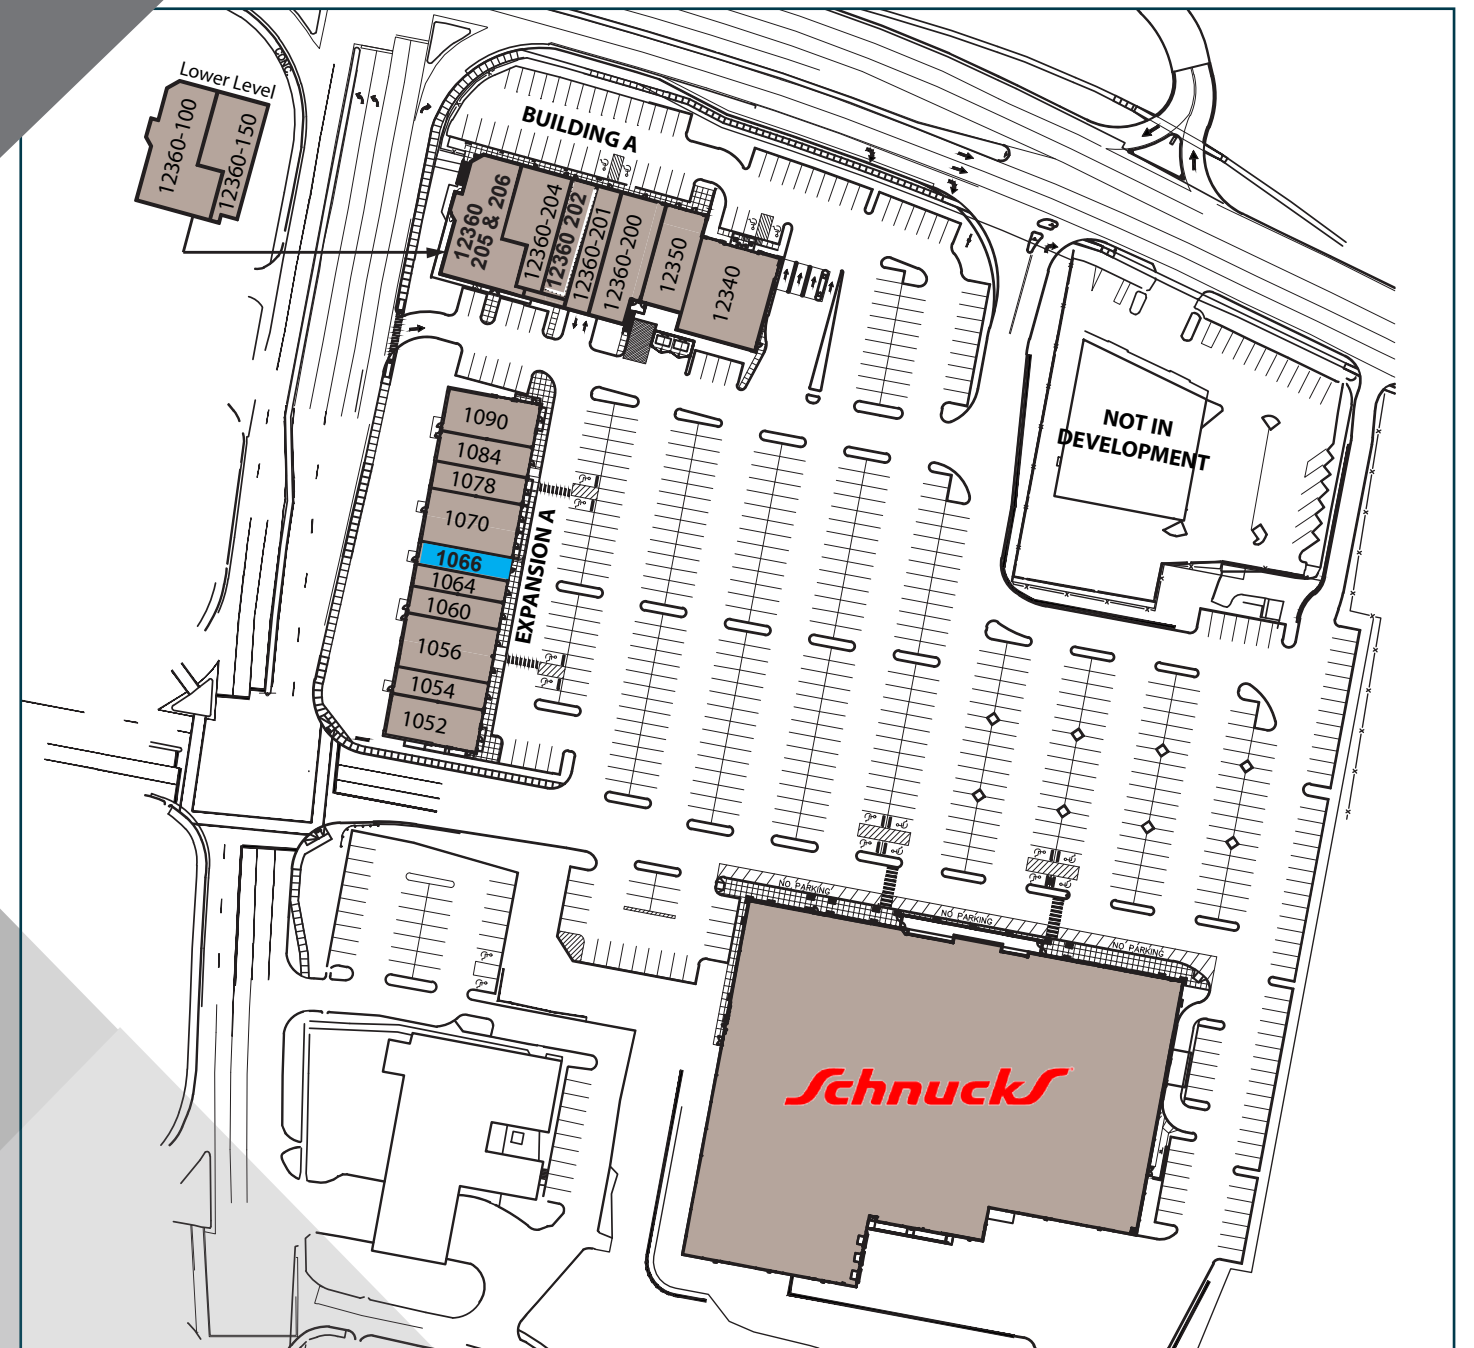 CONC.
Lower Level
12360-100
12360-150
BUILDING A
12360
205 & 206
12360-204
12360 202
12360-201
12360-200
12350
12340
NOT IN
DEVELOPMENT
1090
1084
1078
1070
1066
1064
1060
1056
1054
1052
EXPANSION A
NO PARKING
NO PARKING
NO PARKING
Schnucks